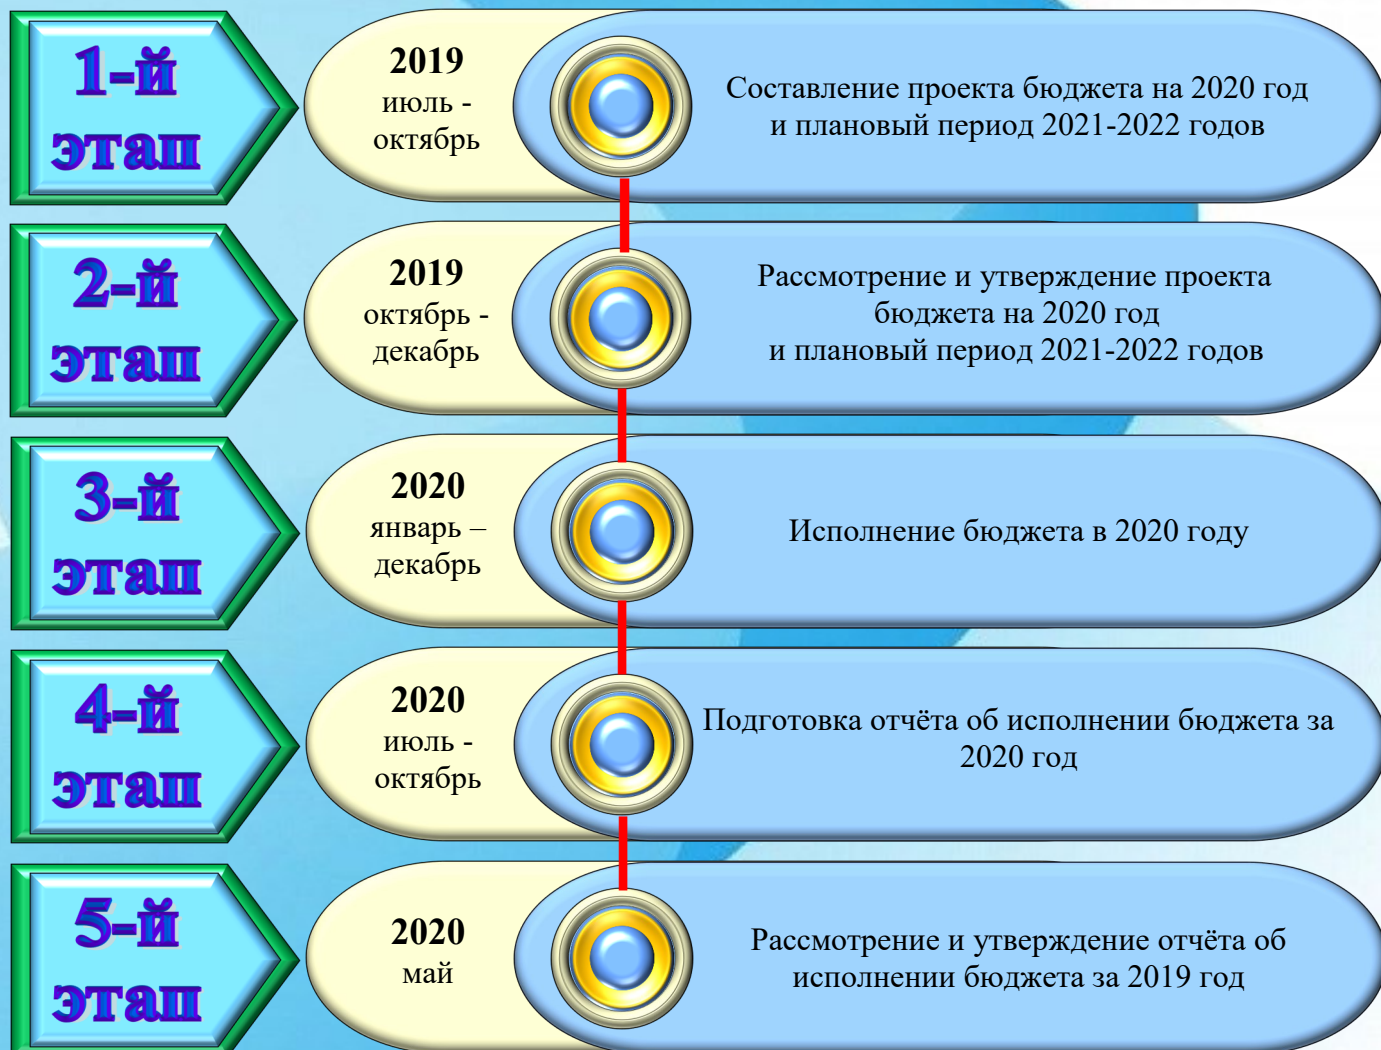 1-й
этап
2019
июль -
октябрь
Составление проекта бюджета на 2020 год
и плановый период 2021-2022 годов
2-й
этап
2019
октябрь -
декабрь
Рассмотрение и утверждение проекта
бюджета на 2020 год
и плановый период 2021-2022 годов
3-й
этап
2020
январь –
декабрь
Исполнение бюджета в 2020 году
4-й
этап
2020
июль -
октябрь
Подготовка отчёта об исполнении бюджета за
2020 год
5-й
этап
2020
май
Рассмотрение и утверждение отчёта об
исполнении бюджета за 2019 год